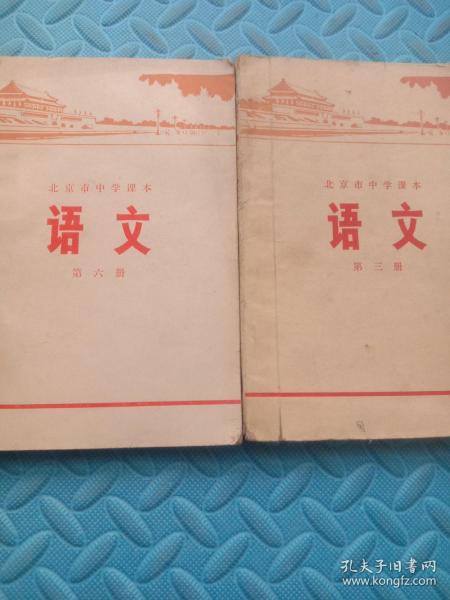 北京市中学课本
语文
第六册
北京市中学课本
语文
第三册
孔夫子旧书网
www.kongfz.com